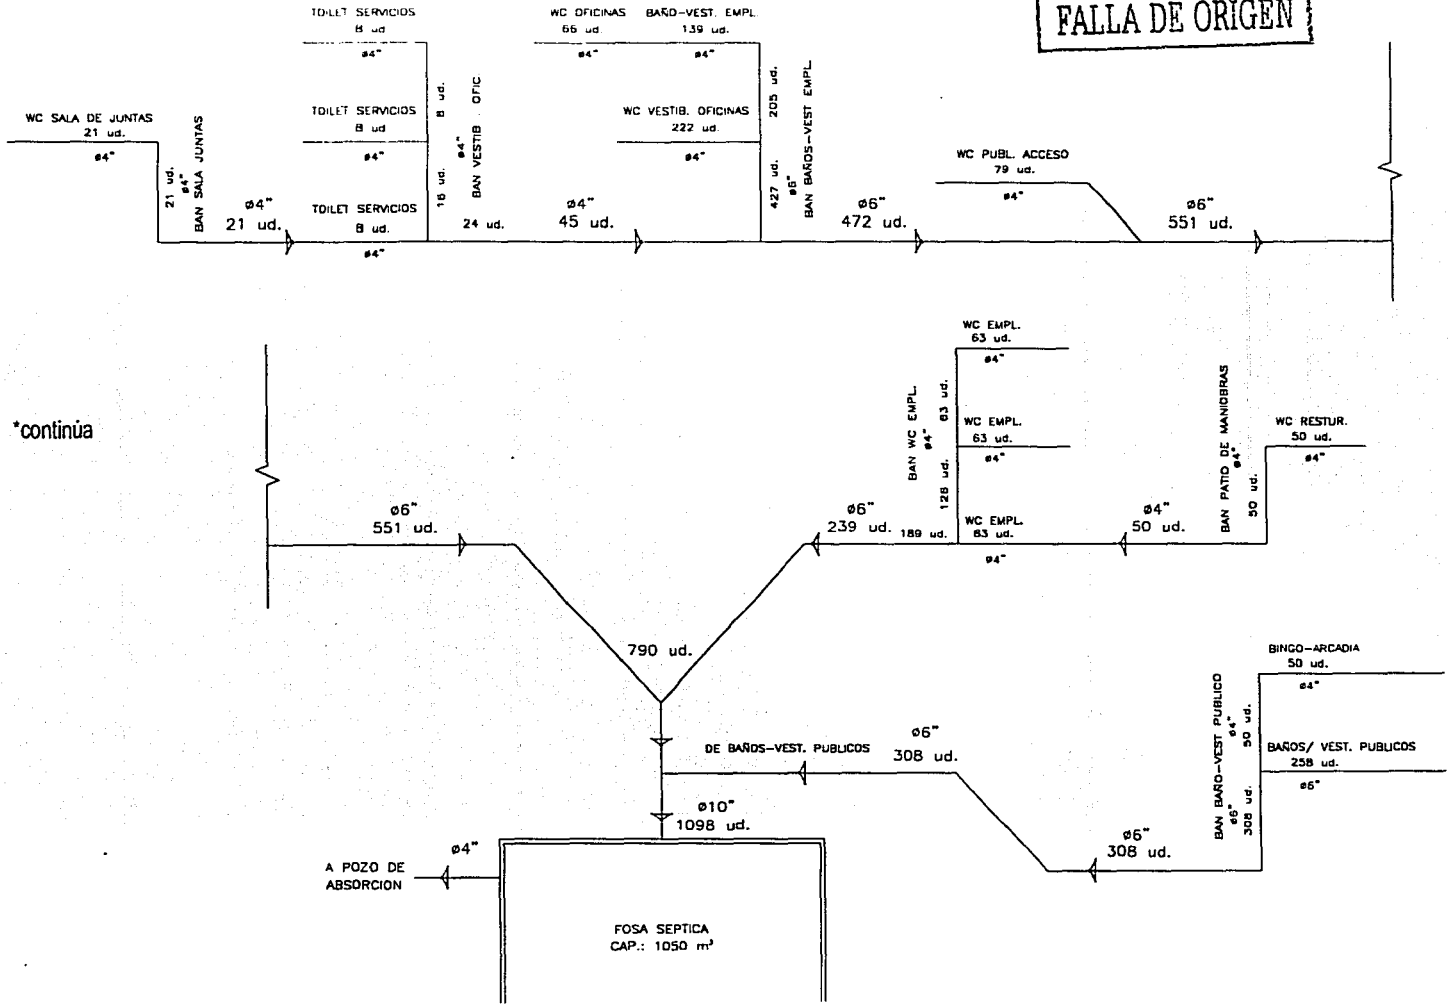 FALLA DE ORIGEN
TOILET SERVICIOS
8 ud
ø4"
WC OFICINAS
66 ud.
ø4"
BAÑO-VEST. EMPL.
139 ud.
ø4"
WC SALA DE JUNTAS
21 ud.
ø4"
21 ud.
ø4"
BAN SALA JUNTAS
TOILET SERVICIOS
8 ud
ø4"
8 ud.
16 ud.
ø4"
BAN VESTIB . OFIC
WC VESTIB. OFICINAS
222 ud.
ø4"
205 ud.
427 ud.
ø6"
BAN BAÑOS-VEST EMPL.
WC PUBL. ACCESO
79 ud.
ø4"
ø4"
21 ud.
TOILET SERVICIOS
8 ud.
ø4"
24 ud.
ø4"
45 ud.
ø6"
472 ud.
ø6"
551 ud.
*continúa
WC EMPL.
63 ud.
ø4"
WC EMPL.
63 ud.
ø4"
BAN WC EMPL.
ø4"
63 ud.
126 ud.
WC RESTUR.
50 ud.
ø4"
BAN PATIO DE MANIOBRAS
ø4"
50 ud.
ø6"
551 ud.
ø6"
239 ud.
189 ud.
WC EMPL.
63 ud.
ø4"
ø4"
50 ud.
790 ud.
BINGO-ARCADIA
50 ud.
ø4"
BAÑOS/ VEST. PUBLICOS
258 ud.
ø6"
BAN BAÑO-VEST PUBLICO
ø6"
ø4"
308 ud.
50 ud.
DE BAÑOS-VEST. PUBLICOS
ø6"
308 ud.
ø10"
1098 ud.
ø6"
308 ud.
ø4"
A POZO DE
ABSORCION
FOSA SEPTICA
CAP.: 1050 m³